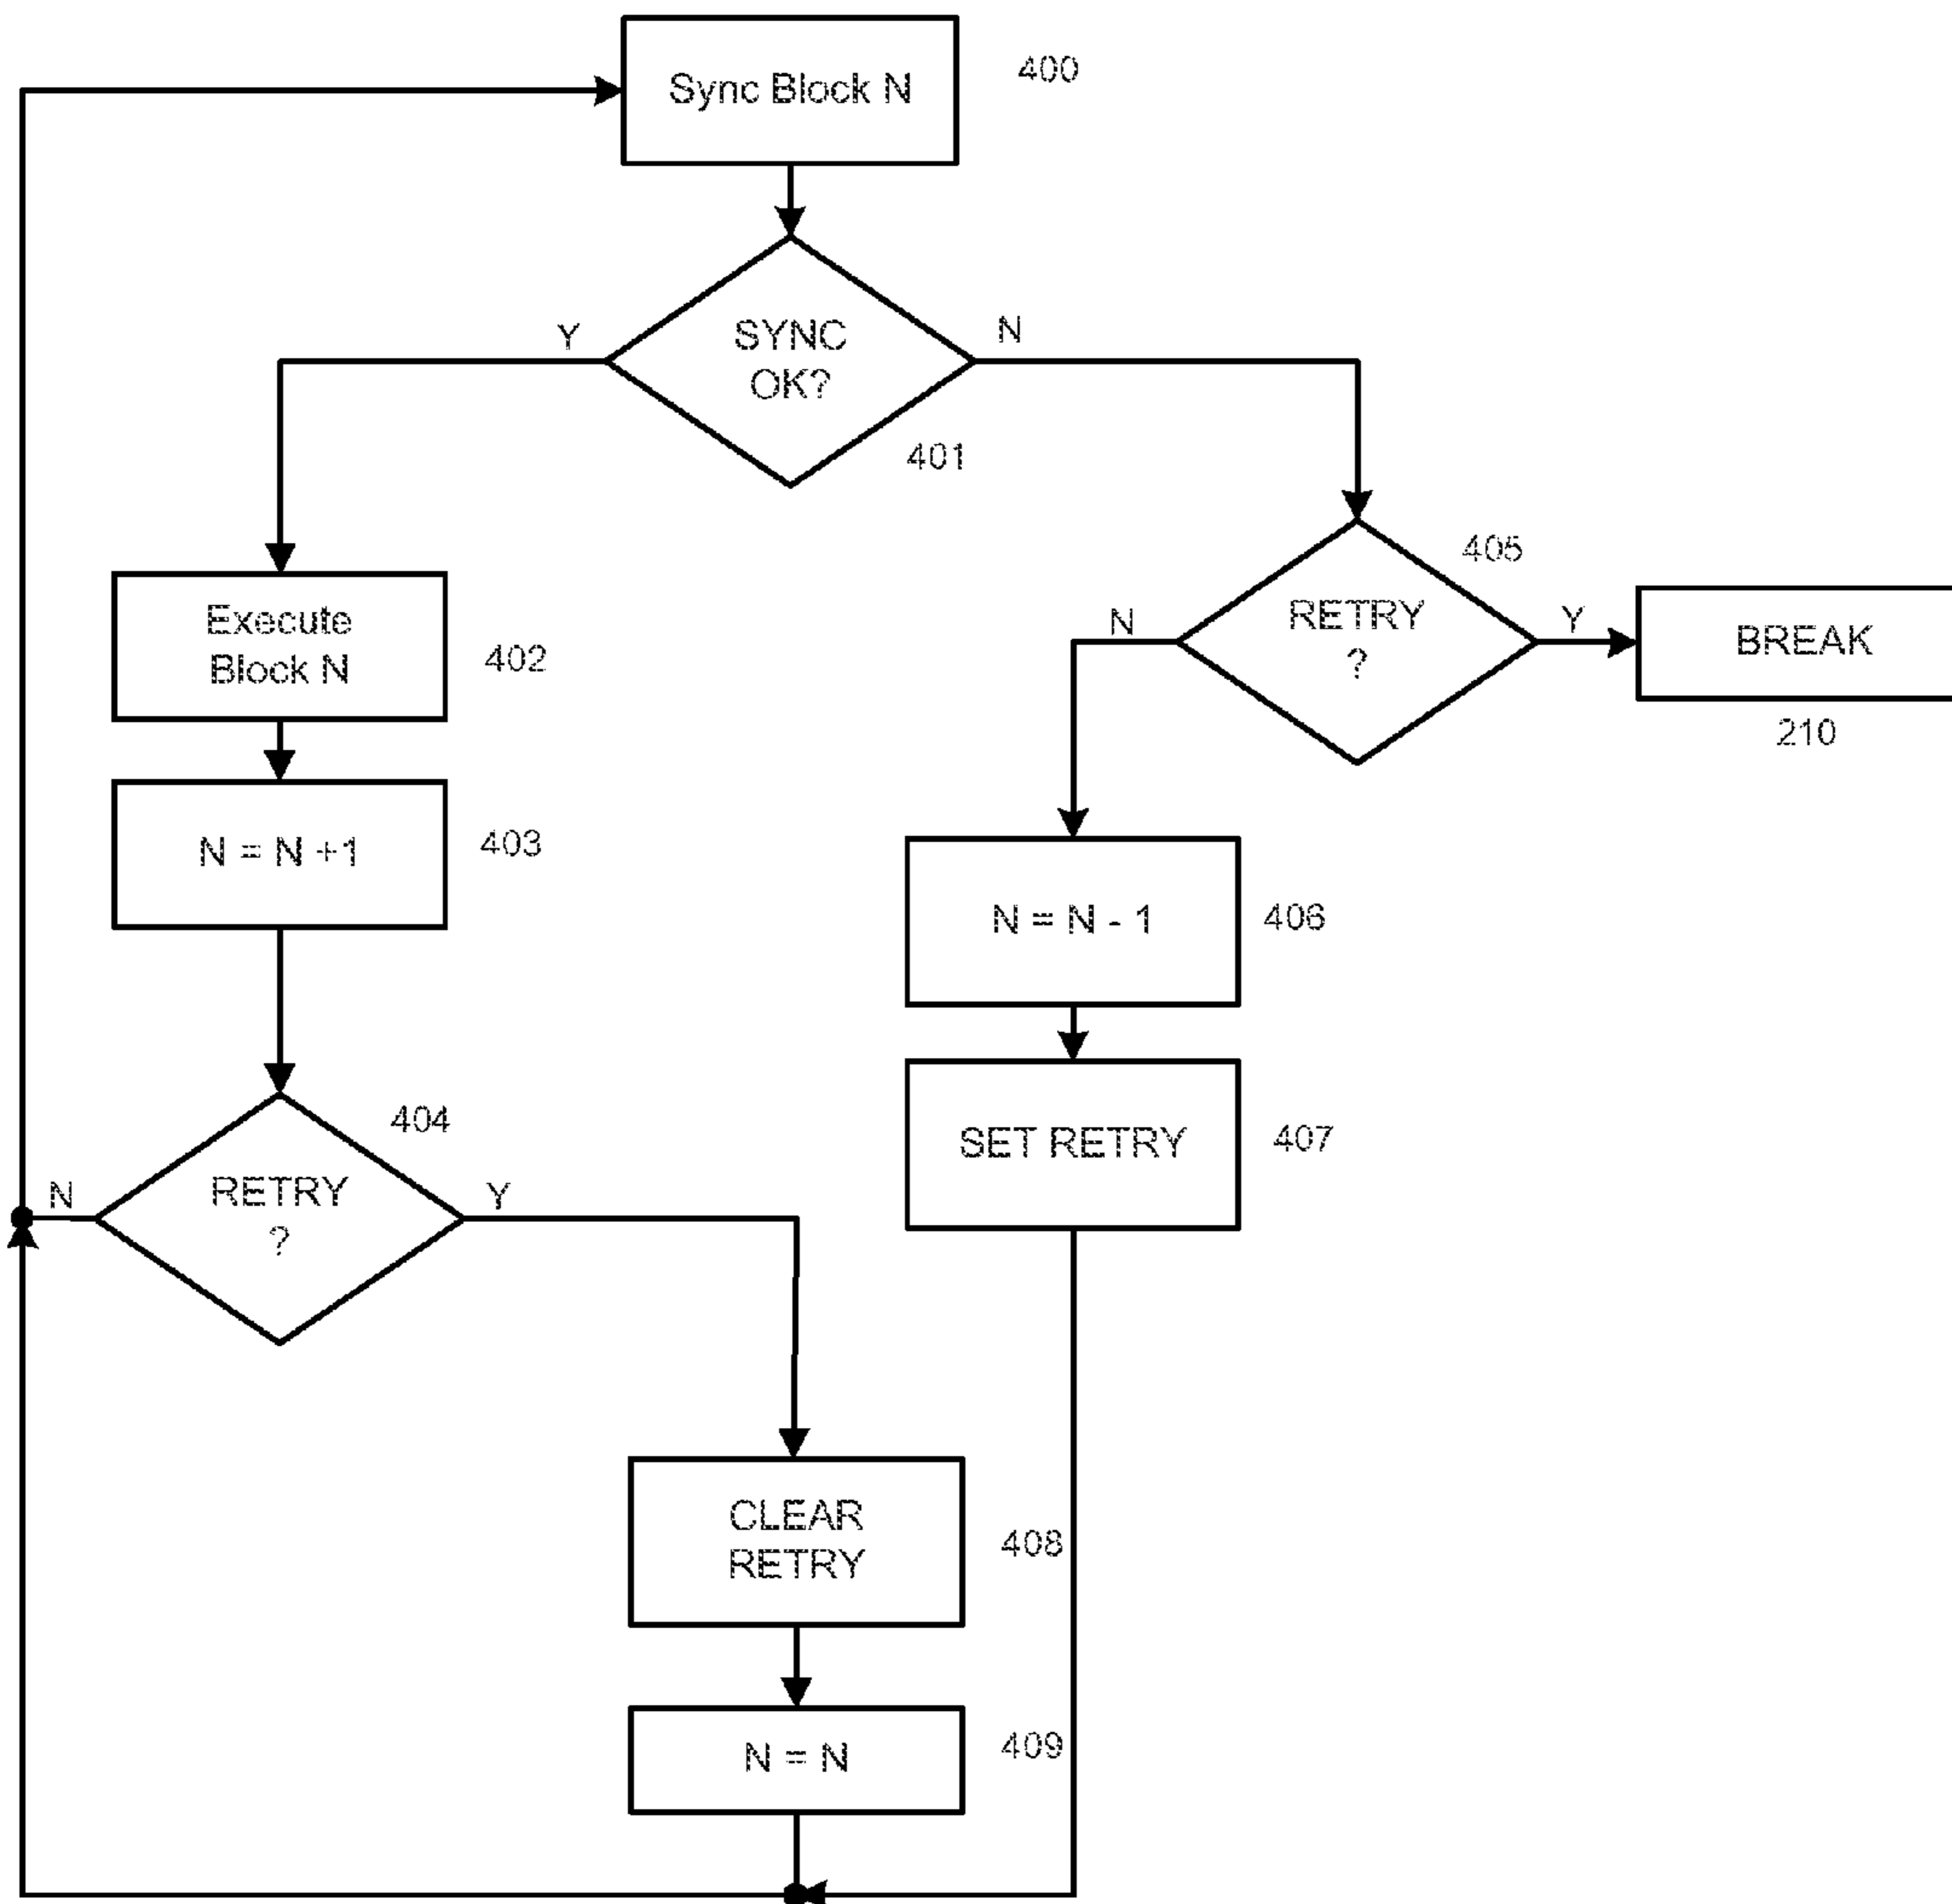 Sync Block N
400
SYNC
OK?
Y
N
401
405
Execute
Block N
402
RETRY
?
N
Y
BREAK
210
N = N +1
403
N = N - 1
406
404
SET RETRY
407
RETRY
?
N
Y
CLEAR
RETRY
408
N = N
409